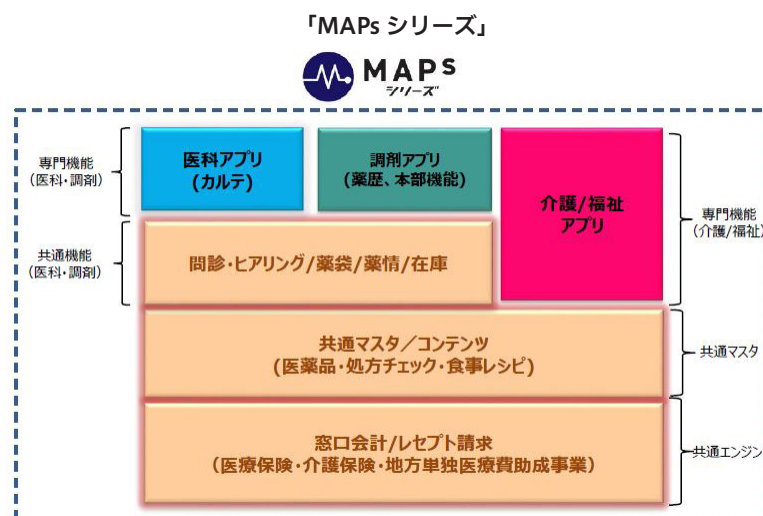 「MAPs シリーズ」
MAPs
シリーズ
専門機能
(医科・調剤)
医科アプリ
(カルテ)
調剤アプリ
(薬歴、本部機能)
介護/福祉
アプリ
専門機能
(介護/福祉)
共通機能
(医科・調剤)
問診・ヒアリング/薬袋/薬情/在庫
共通マスタ／コンテンツ
(医薬品・処方チェック・食事レシピ)
共通マスタ
窓口会計/レセプト請求
（医療保険・介護保険・地方単独医療費助成事業）
共通エンジン